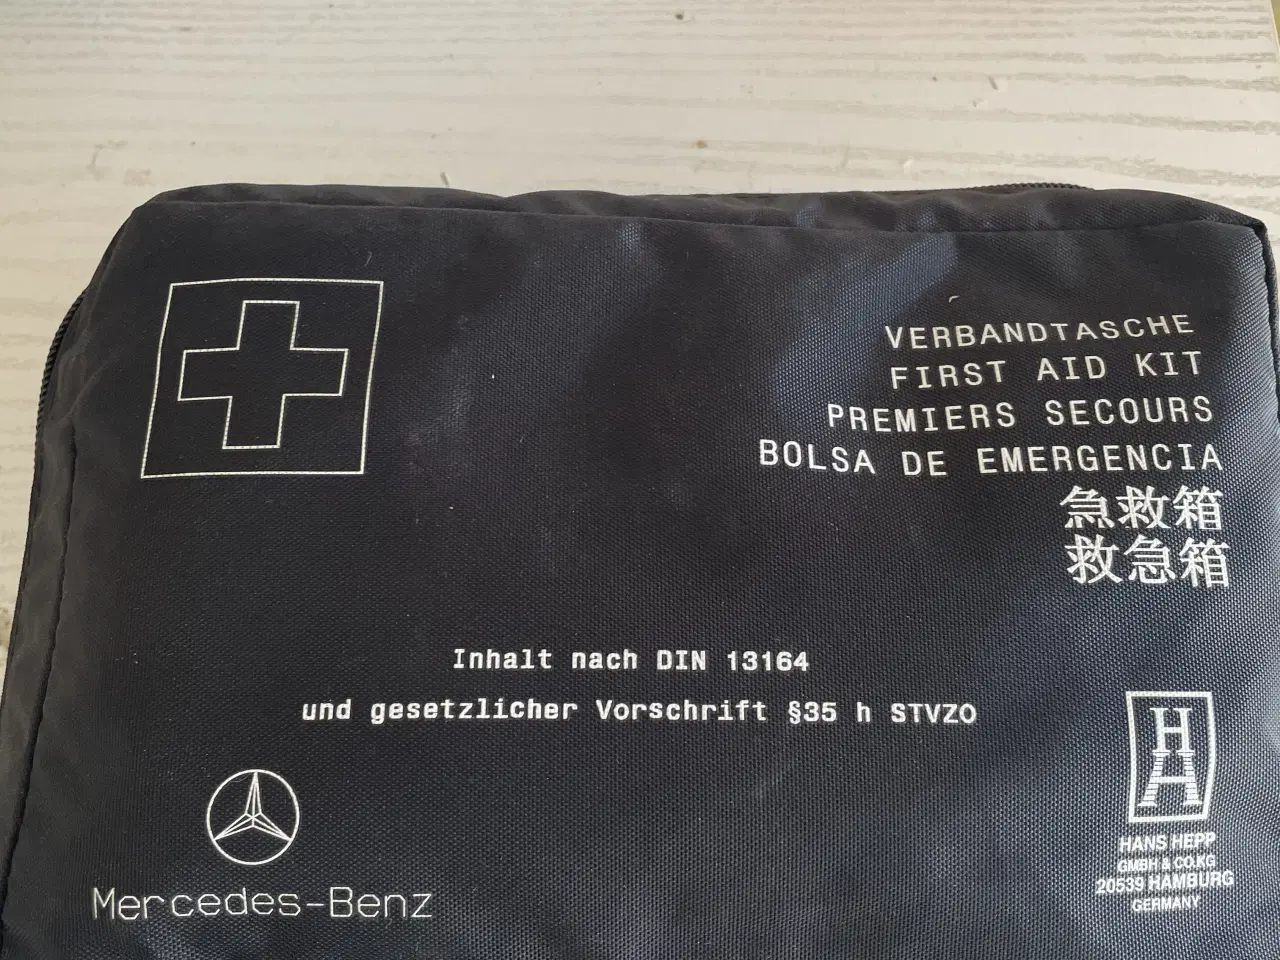 VERBANDTASCHE
FIRST AID KIT
PREMIERS SECOURS
BOLSA DE EMERGENCIA
急救箱
救急箱
Inhalt nach DIN 13164
und gesetzlicher Vorschrift §35 h STVZO
Mercedes-Benz
HA
HANS HEPP
GMBH & CO.KG
20539 HAMBURG
GERMANY